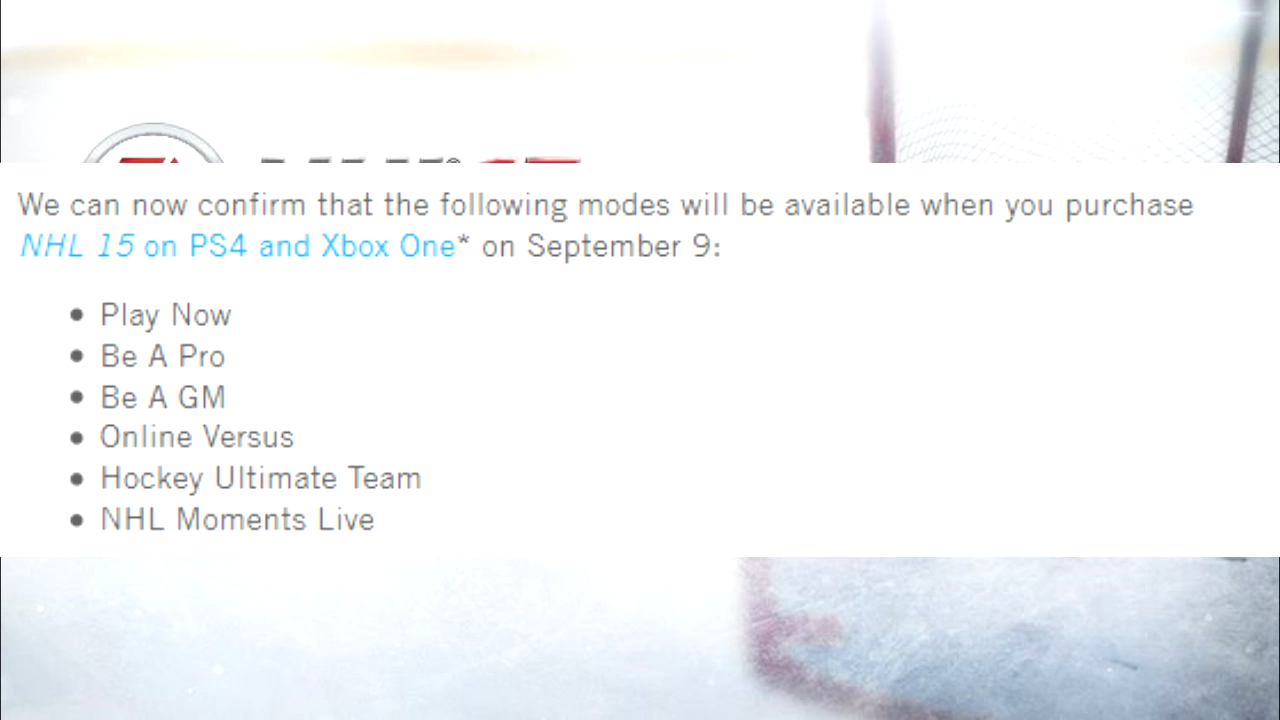 We can now confirm that the following modes will be available when you purchase
NHL 15 on PS4 and Xbox One* on September 9:
• Play Now
• Be A Pro
• Be A GM
• Online Versus
• Hockey Ultimate Team
• NHL Moments Live